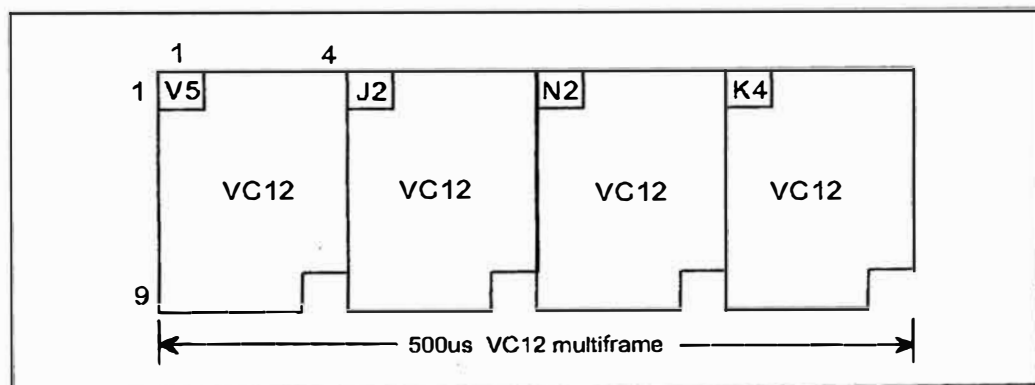 1 4
1 V5 J2 N2 K4
VC12 VC12 VC12 VC12
9
500us VC12 multiframe